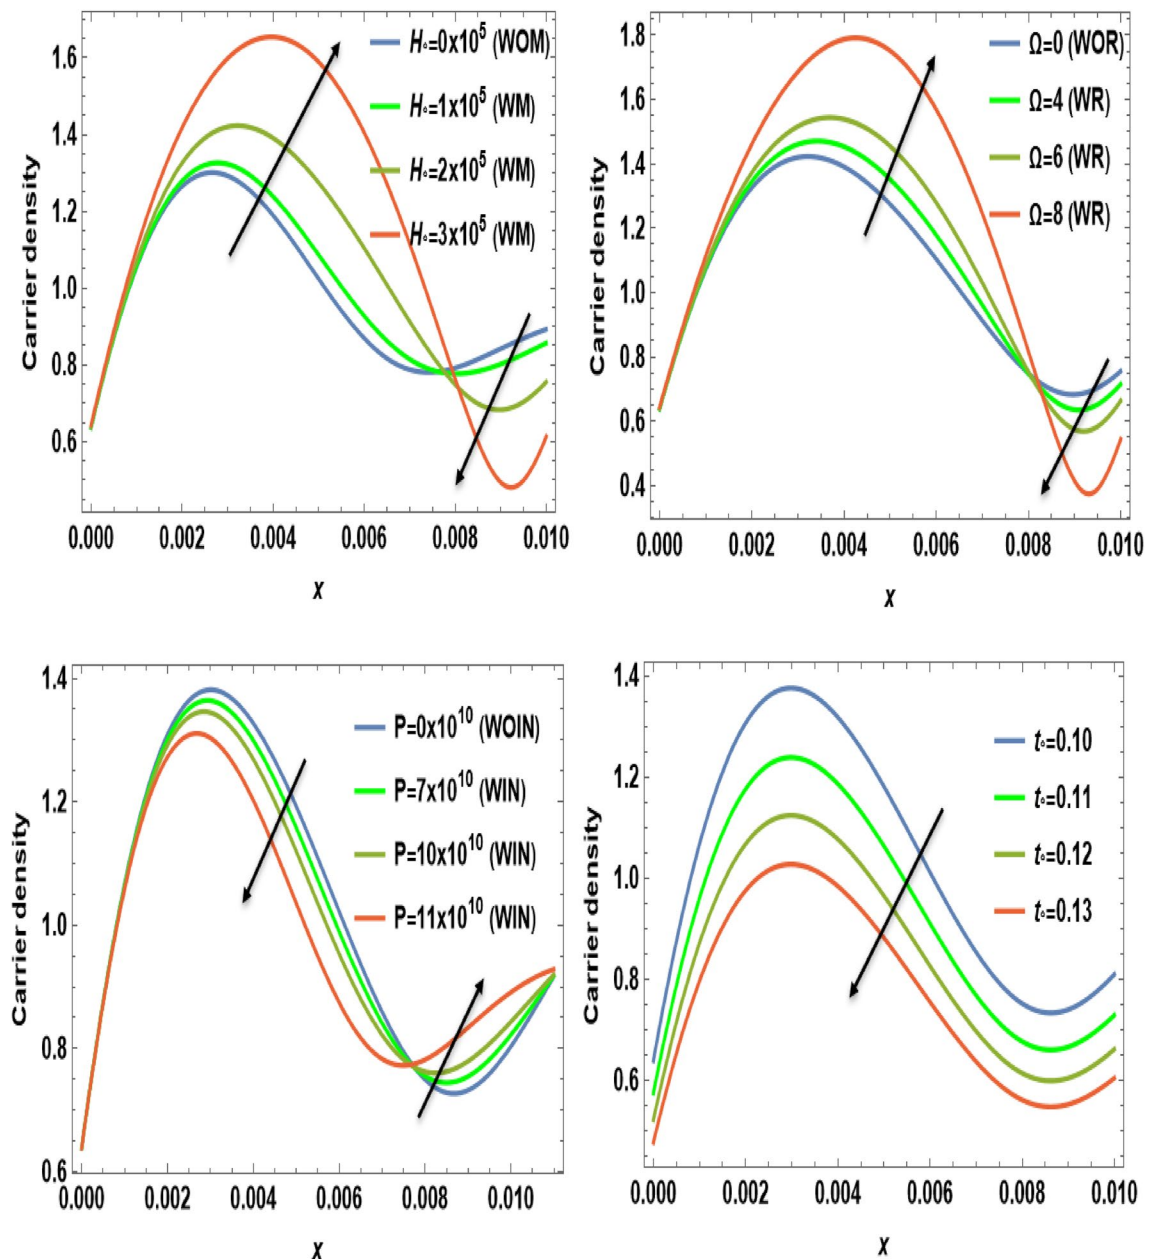 H₀=0x10⁵ (WOM)
H₀=1x10⁵ (WM)
H₀=2x10⁵ (WM)
H₀=3x10⁵ (WM)
Carrier density
1.6
1.4
1.2
1.0
0.8
0.6
0.000 0.002 0.004 0.006 0.008 0.010
x
Ω=0 (WOR)
Ω=4 (WR)
Ω=6 (WR)
Ω=8 (WR)
Carrier density
1.8
1.6
1.4
1.2
1.0
0.8
0.6
0.4
0.000 0.002 0.004 0.006 0.008 0.010
x
P=0x10¹⁰ (WOIN)
P=7x10¹⁰ (WIN)
P=10x10¹⁰ (WIN)
P=11x10¹⁰ (WIN)
Carrier density
1.4
1.2
1.0
0.8
0.6
0.000 0.002 0.004 0.006 0.008 0.010
x
t₀=0.10
t₀=0.11
t₀=0.12
t₀=0.13
Carrier density
1.4
1.2
1.0
0.8
0.6
0.000 0.002 0.004 0.006 0.008 0.010
x